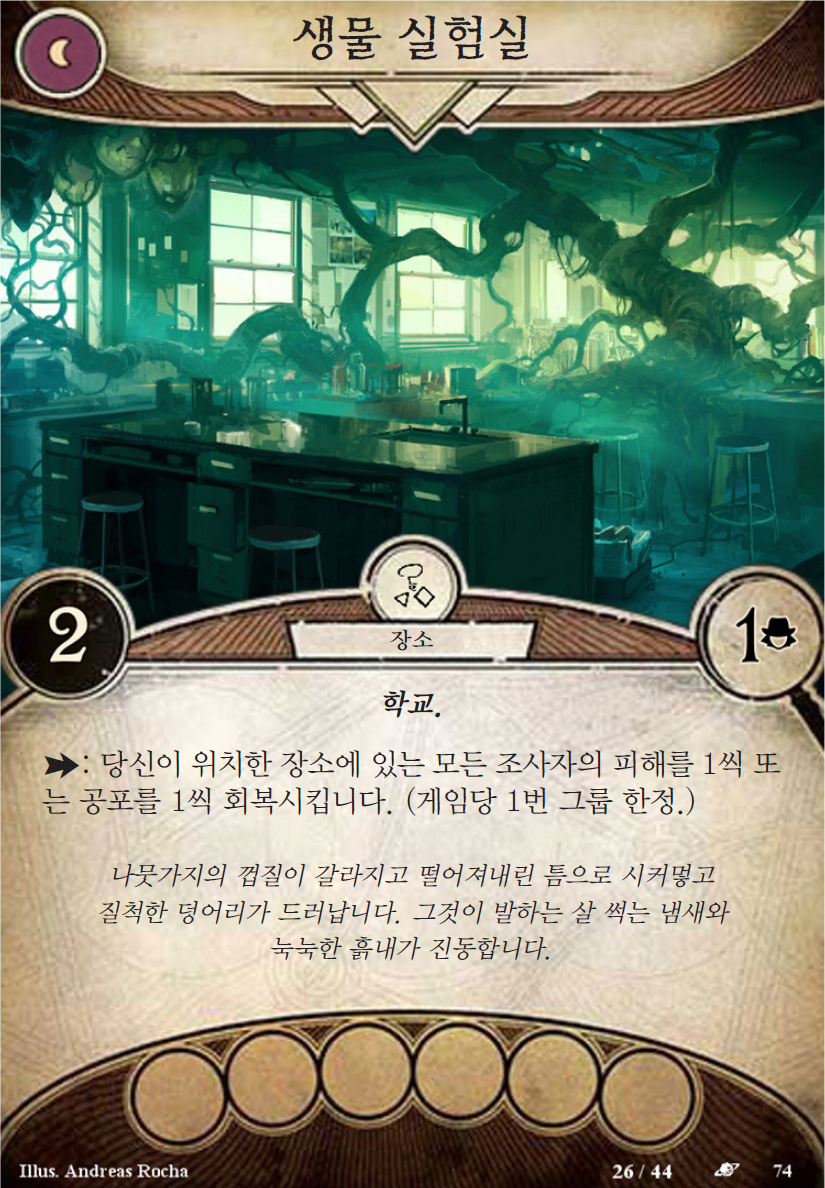 생물 실험실
2
1
장소
학교.
: 당신이 위치한 장소에 있는 모든 조사자의 피해를 1씩 또
는 공포를 1씩 회복시킵니다. (게임당 1번 그룹 한정.)
나뭇가지의 껍질이 갈라지고 떨어져내린 틈으로 시커멓고
질척한 덩어리가 드러납니다. 그것이 발하는 살 썩는 냄새와
눅눅한 흙내가 진동합니다.
Illus. Andreas Rocha
26 / 44
74